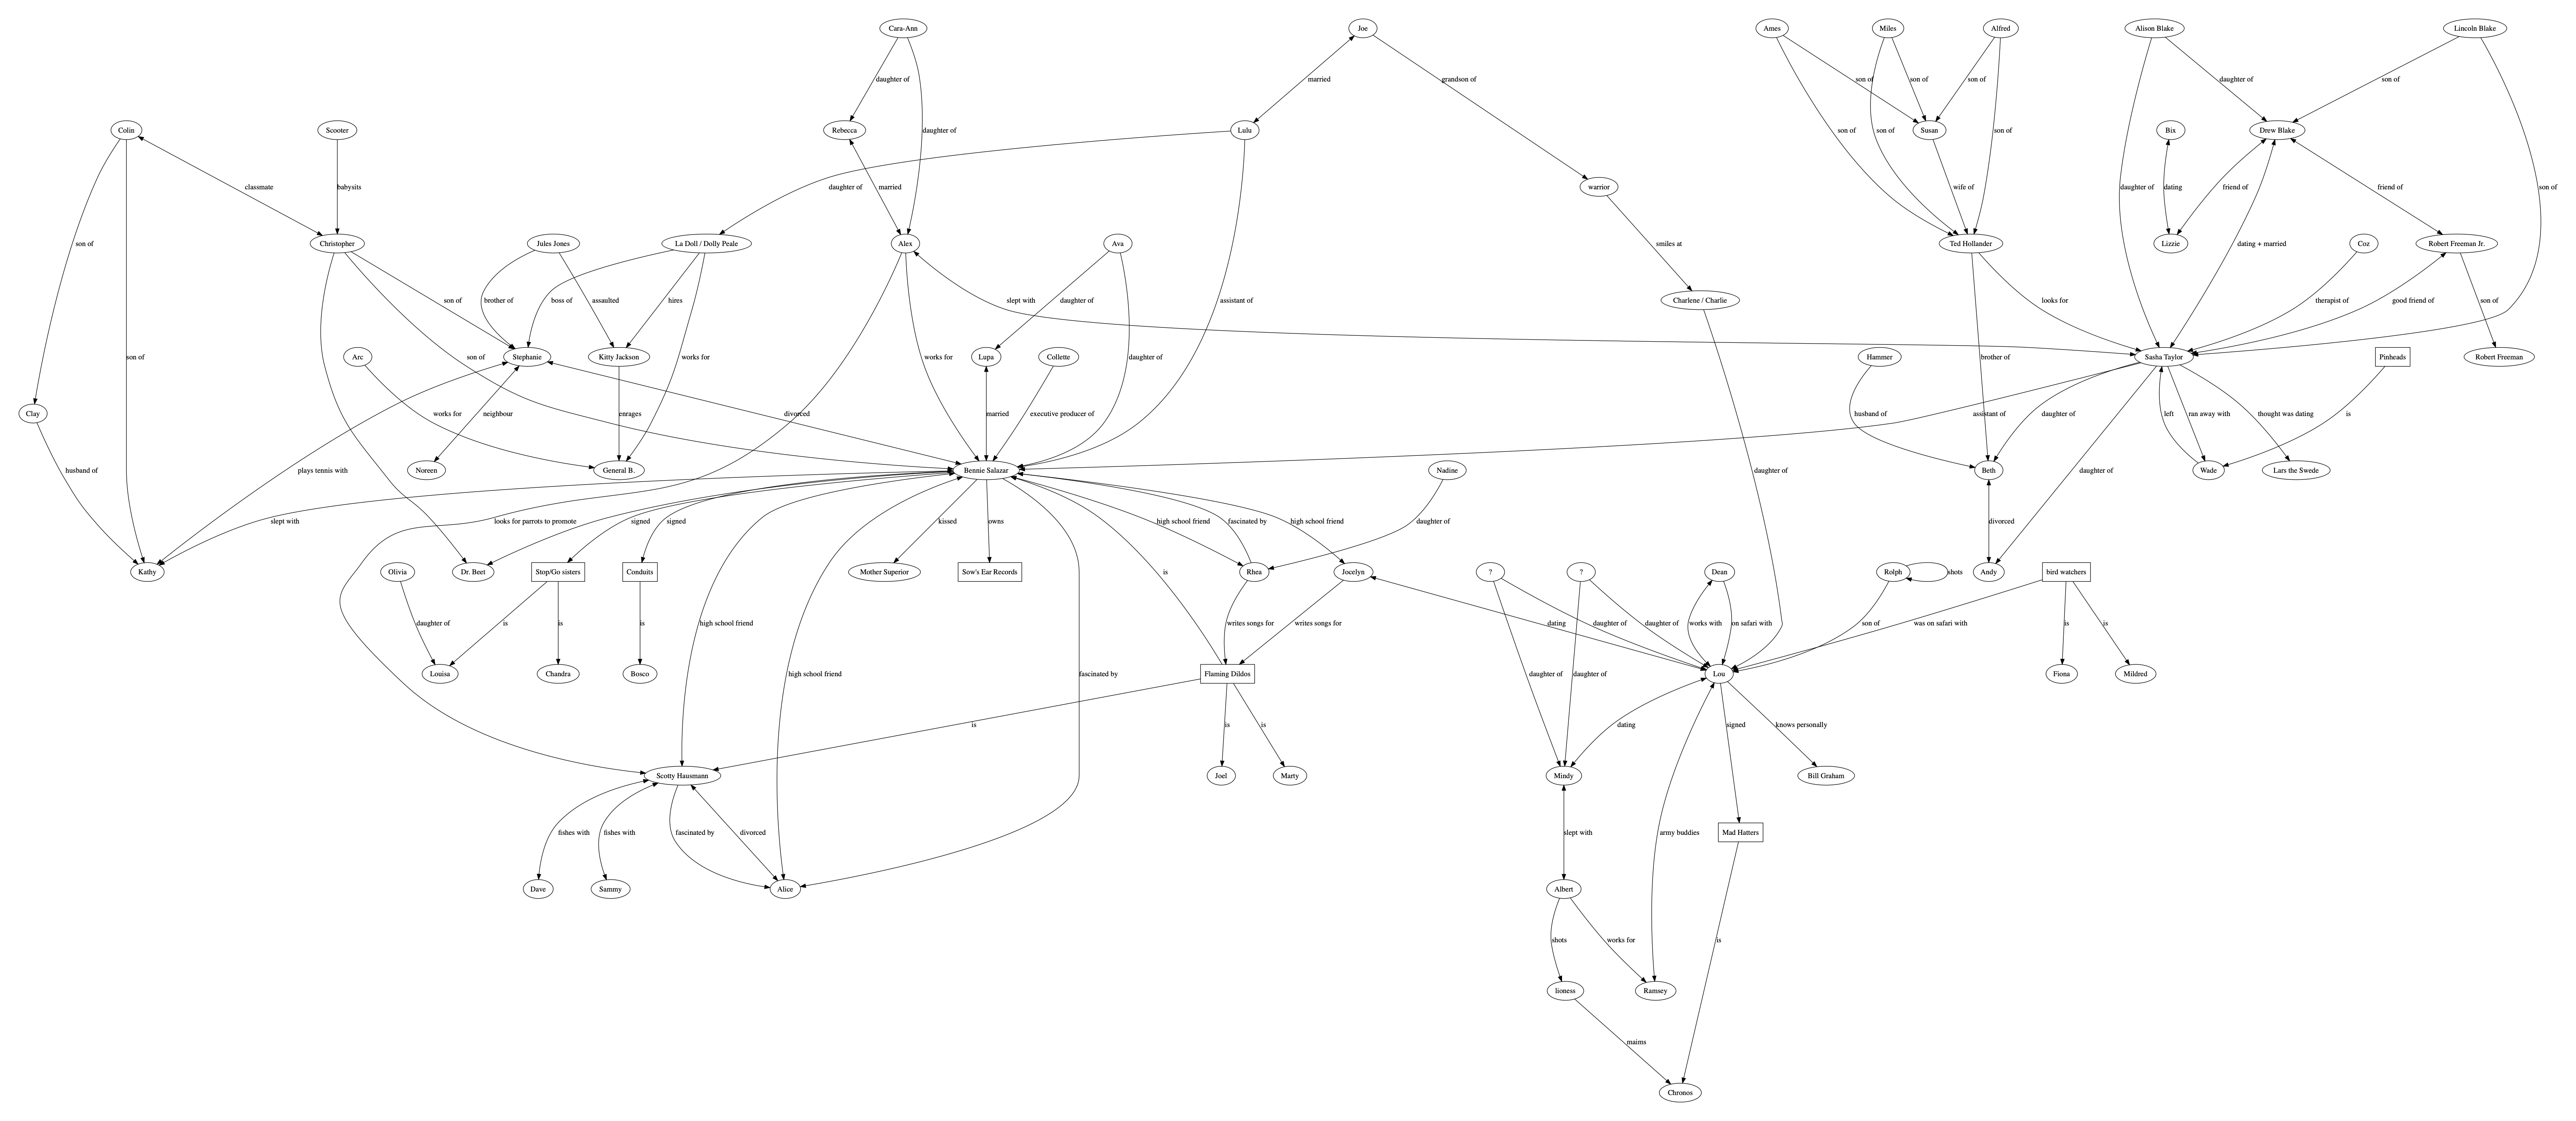 Cara-Ann
Joe
Ames
Miles
Alfred
Alison Blake
Lincoln Blake
daughter of
married
grandson of
son of
son of
son of
daughter of
son of
Colin
Scooter
Rebecca
daughter of
Lulu
son of
son of
Susan
son of
Bix
Drew Blake
classmate
babysits
married
daughter of
warrior
wife of
daughter of
dating
friend of
friend of
son of
son of
Christopher
Jules Jones
La Doll / Dolly Peale
Alex
Ava
smiles at
Ted Hollander
Lizzie
dating + married
Coz
Robert Freeman Jr.
son of
brother of
boss of
assaulted
hires
slept with
daughter of
assistant of
Charlene / Charlie
looks for
therapist of
good friend of
son of
son of
Arc
son of
Stephanie
Kitty Jackson
works for
works for
Lupa
Collette
daughter of
Hammer
brother of
Sasha Taylor
Pinheads
Robert Freeman
Clay
works for
neighbour
enrages
divorced
married
executive producer of
husband of
daughter of
assistant of
left
ran away with
thought was dating
is
husband of
plays tennis with
Noreen
General B.
Bennie Salazar
Nadine
daughter of
Beth
daughter of
Wade
Lars the Swede
slept with
looks for parrots to promote
signed
signed
kissed
owns
high school friend
fascinated by
high school friend
daughter of
divorced
Kathy
Olivia
Dr. Beet
Stop/Go sisters
Conduits
Mother Superior
Sow's Ear Records
is
Rhea
Jocelyn
?
?
Dean
Rolph
shots
Andy
bird watchers
daughter of
is
is
is
high school friend
writes songs for
writes songs for
dating
daughter of
daughter of
works with
on safari with
son of
was on safari with
is
is
Louisa
Chandra
Bosco
high school friend
fascinated by
Flaming Dildos
daughter of
daughter of
Lou
Fiona
Mildred
is
is
is
dating
signed
knows personally
Scotty Hausmann
Joel
Marty
Mindy
Bill Graham
fishes with
fishes with
fascinated by
divorced
slept with
army buddies
Mad Hatters
Dave
Sammy
Alice
Albert
shots
works for
is
lioness
Ramsey
maims
Chronos